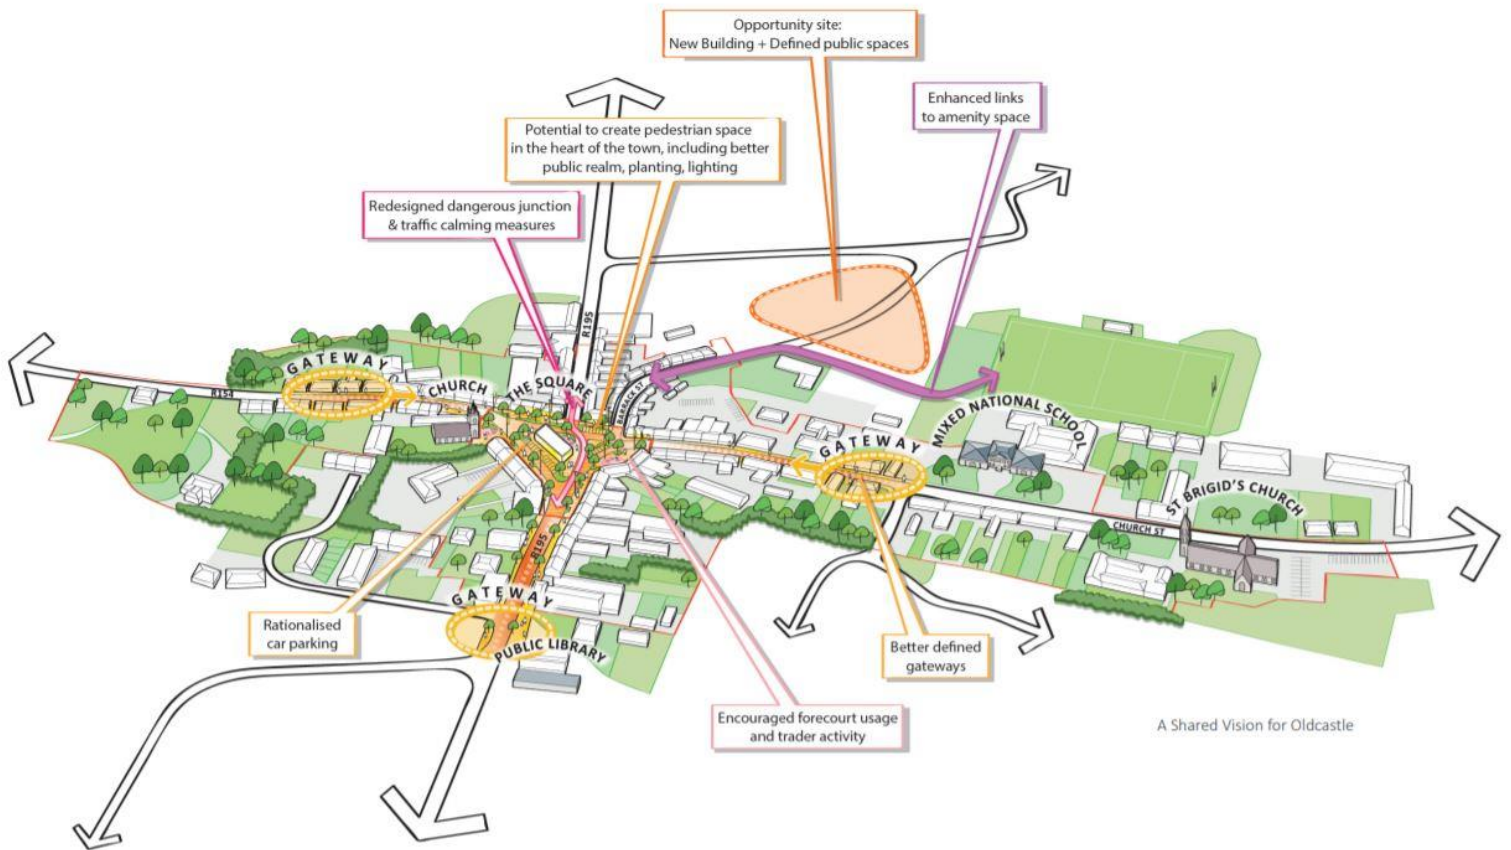 Opportunity site:
New Building + Defined public spaces
Enhanced links
to amenity space
Potential to create pedestrian space
in the heart of the town, including better
public realm, planting, lighting
Redesigned dangerous junction
& traffic calming measures
R195
GATEWAY
R154
CHURCH
THE SQUARE
BARRACK ST
GATEWAY
MIXED NATIONAL SCHOOL
ST BRIGID'S CHURCH
CHURCH ST
R195
GATEWAY
PUBLIC LIBRARY
Rationalised
car parking
Better defined
gateways
Encouraged forecourt usage
and trader activity
A Shared Vision for Oldcastle